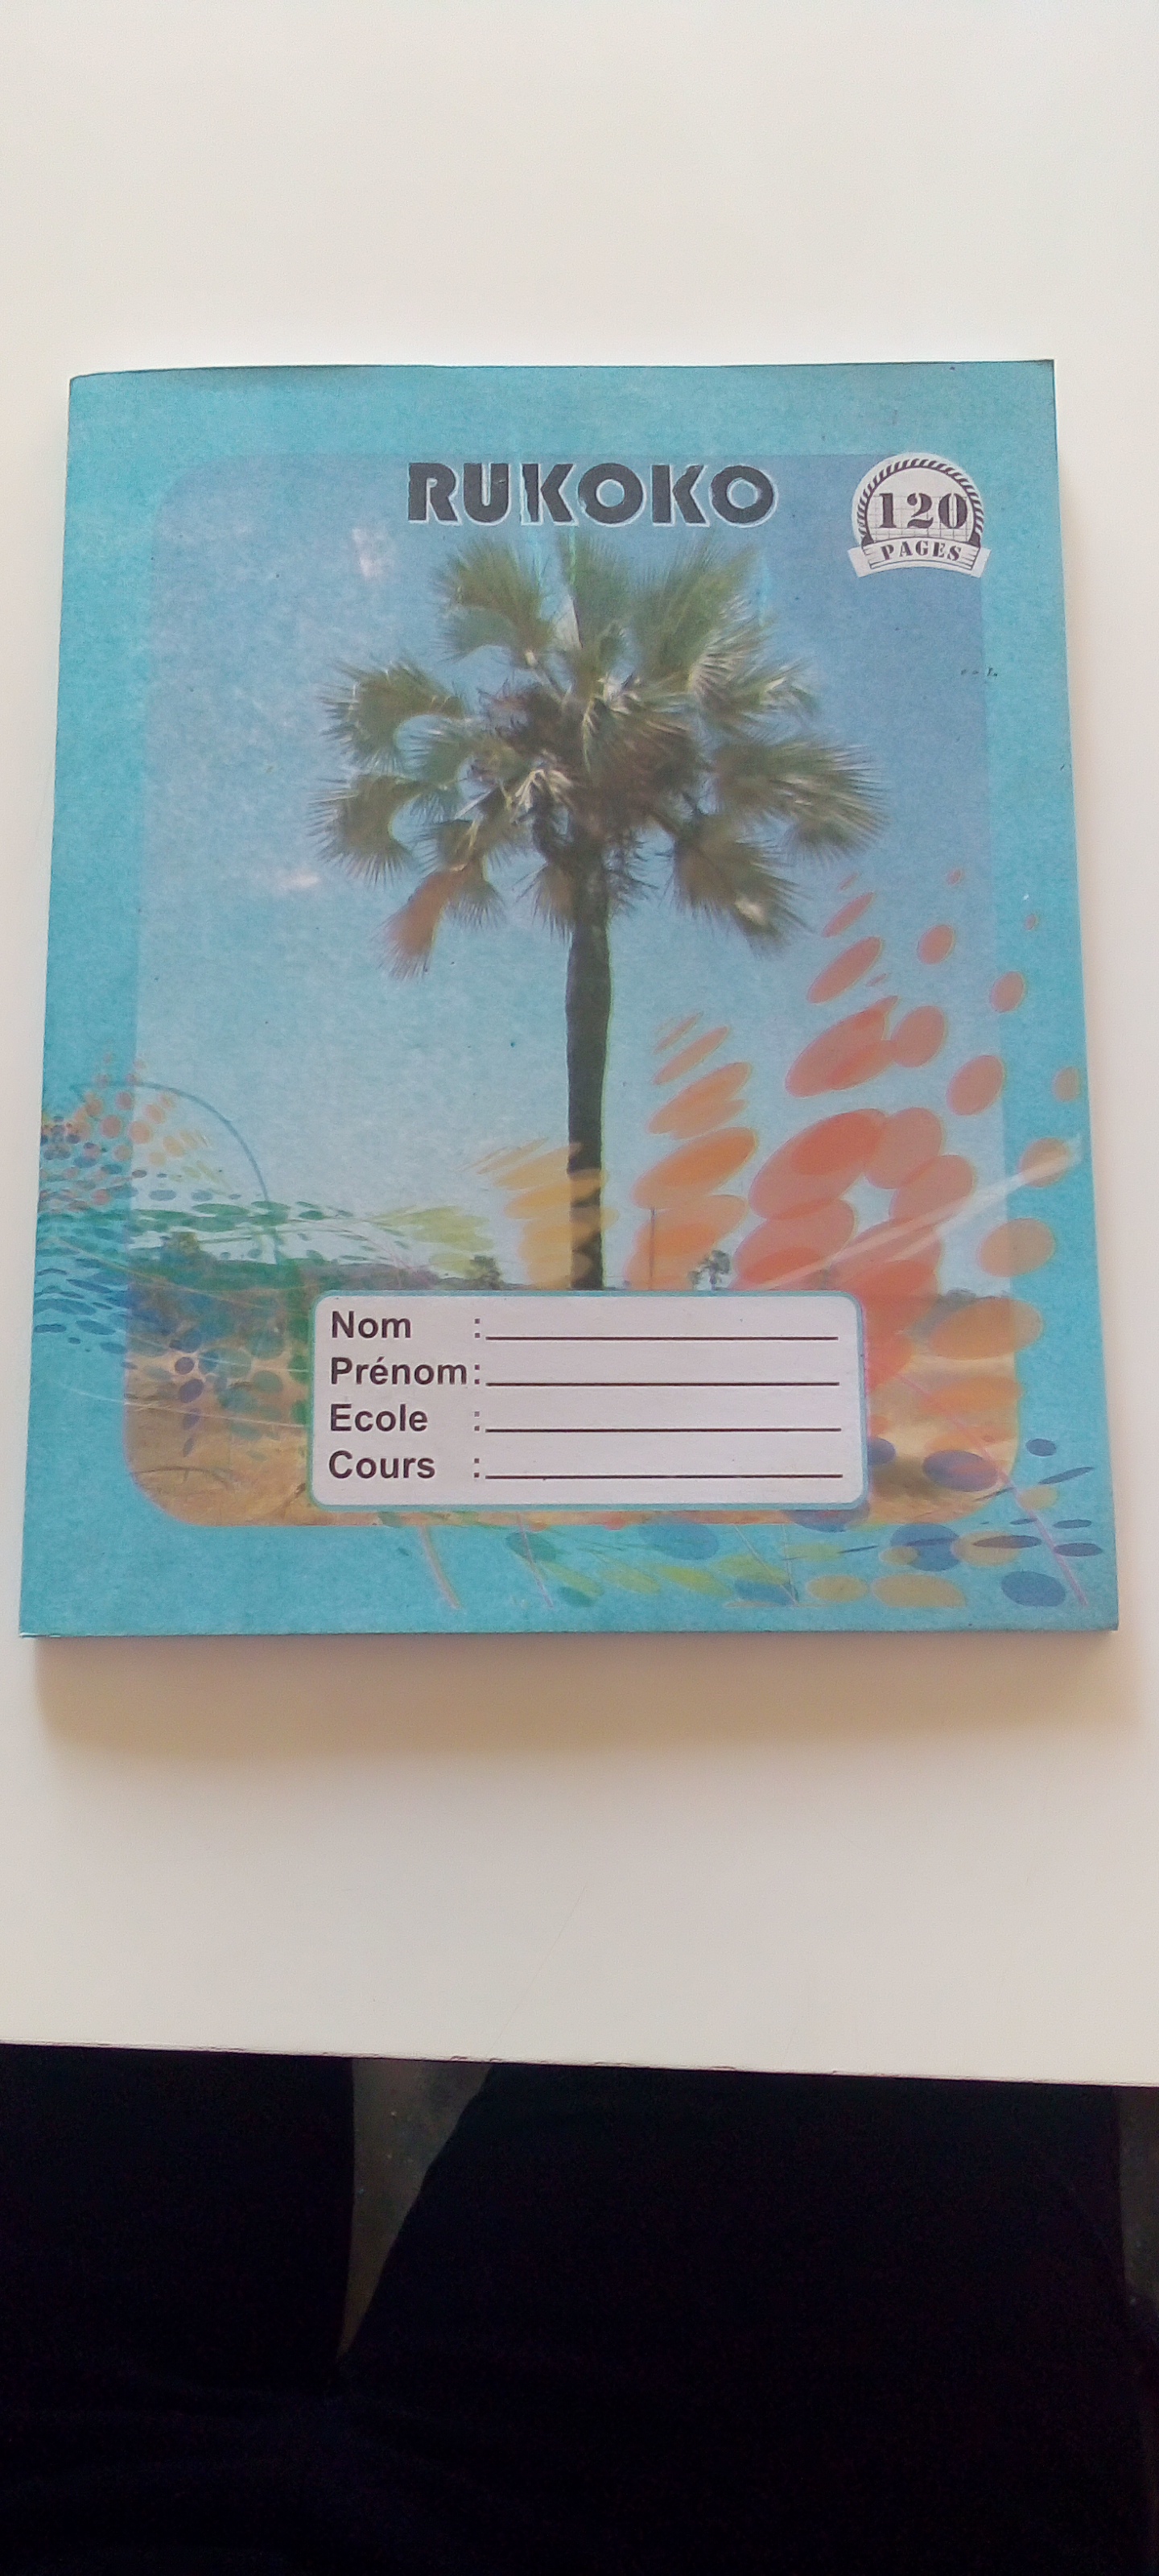 RUKOKO
120
PAGES
Nom :
Prénom :
Ecole :
Cours :